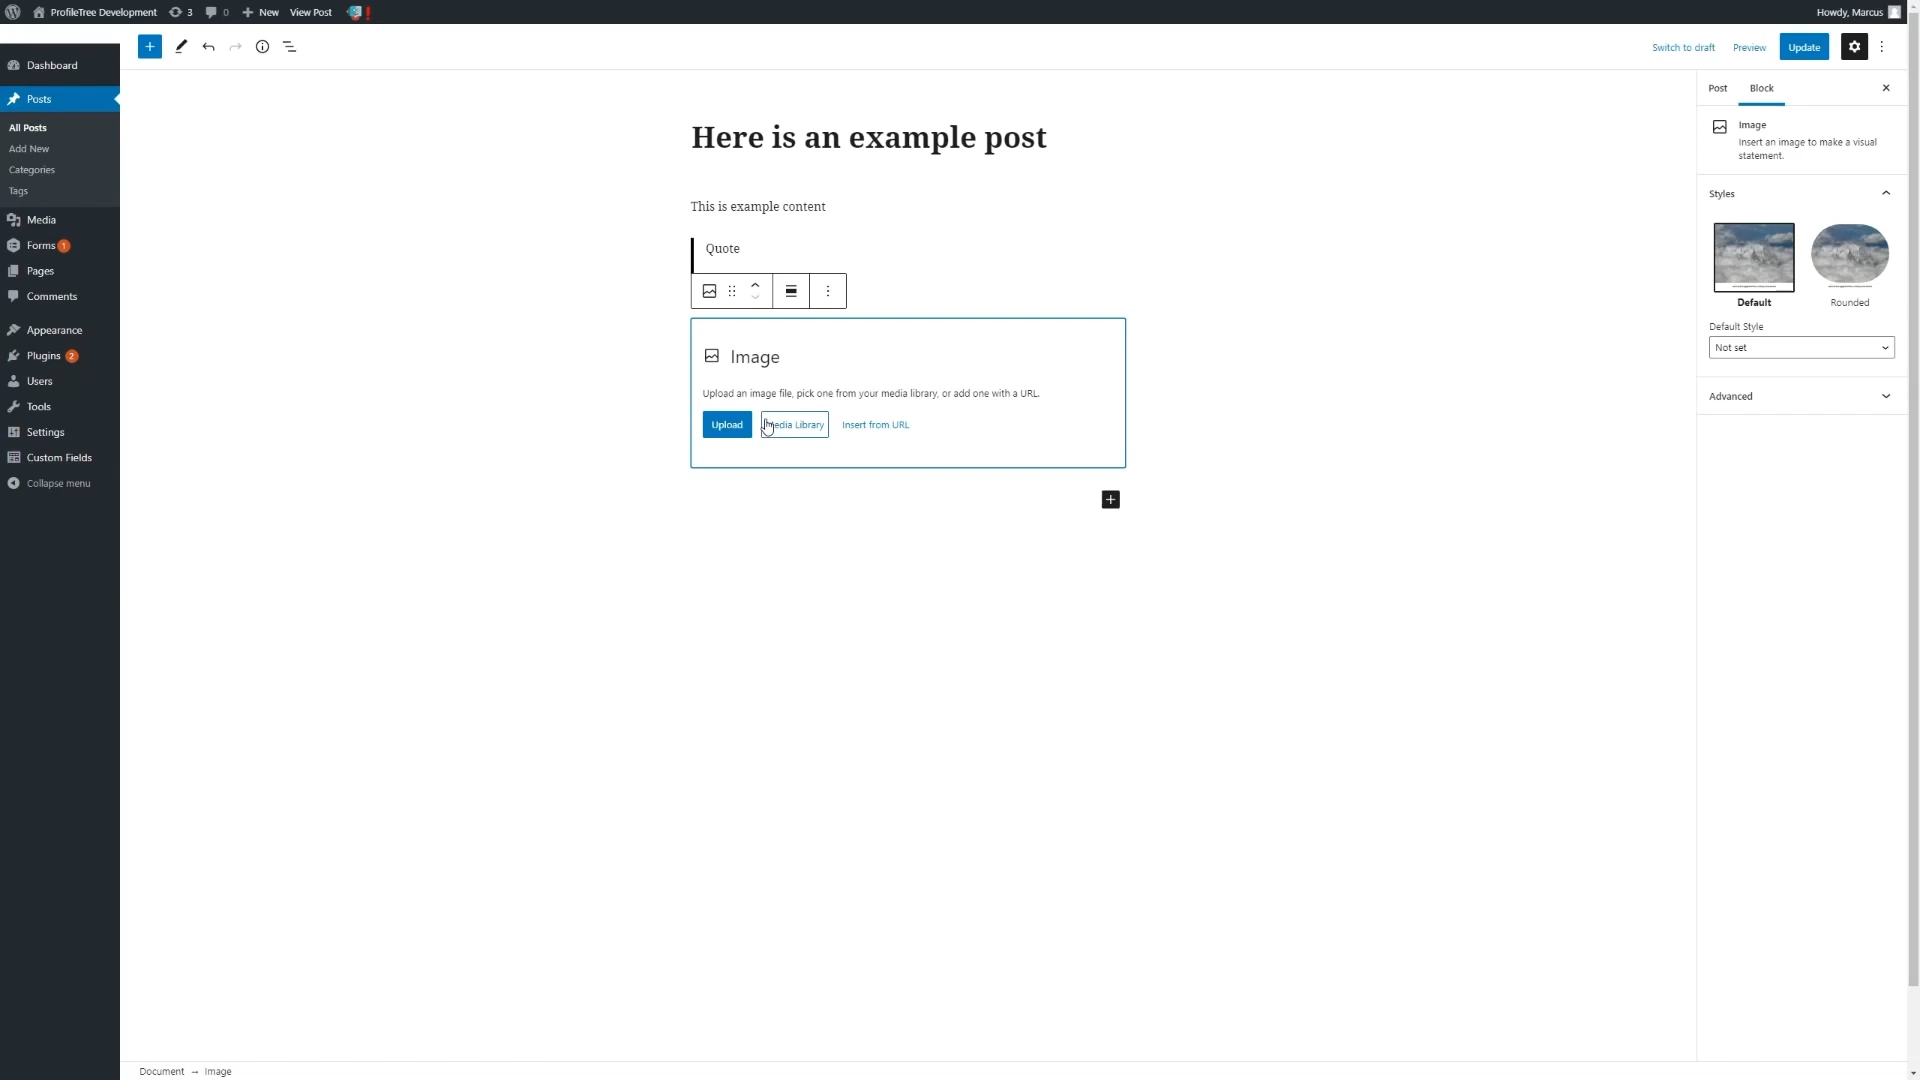 ProfileTree Development 3 0 New View Post ! Howdy, Marcus
Switch to draft Preview Update
Dashboard
Posts
All Posts
Add New
Categories
Tags
Media
Forms 1
Pages
Comments
Appearance
Plugins 2
Users
Tools
Settings
Custom Fields
Collapse menu
Here is an example post
This is example content
Quote
Image
Upload an image file, pick one from your media library, or add one with a URL.
Upload edia Library Insert from URL
Post Block
Image
Insert an image to make a visual
statement.
Styles
Default Rounded
Default Style
Not set
Advanced
Document → Image